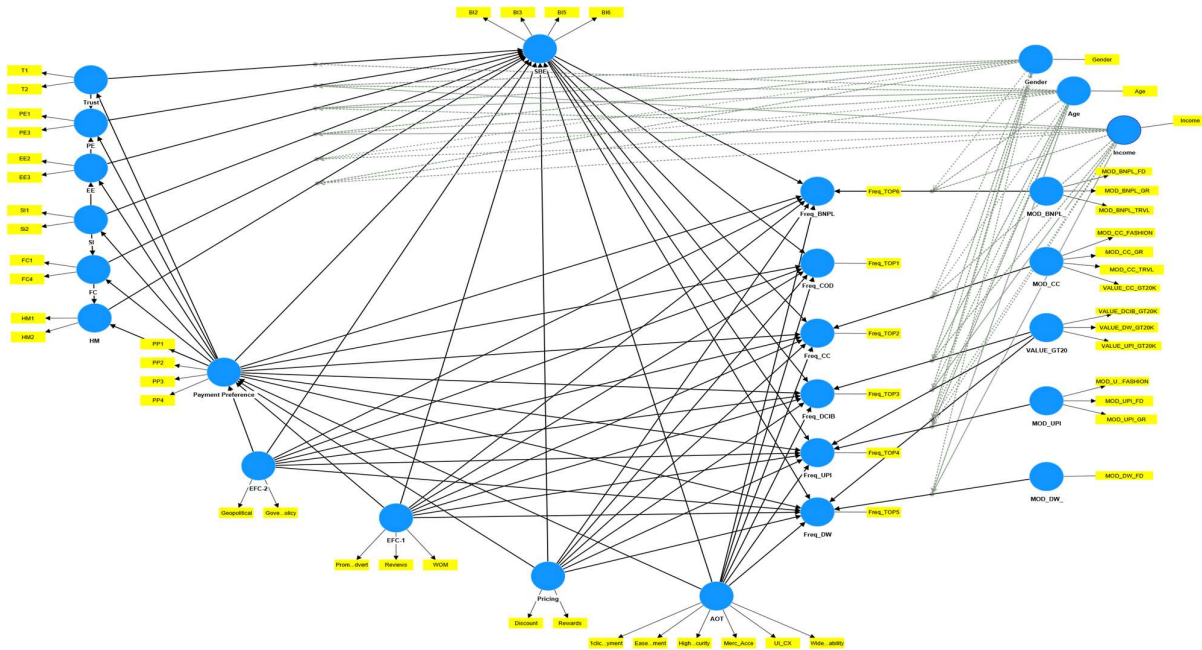 BI2
BI3
BI5
BI6
SBE
T1
T2
Trust
PE1
PE3
PE
EE2
EE3
EE
SI1
SI2
SI
FC1
FC4
FC
HM1
HM2
HM
PP1
PP2
PP3
PP4
Payment Preference
EFC-2
Geopolitical
Gove...olicy
EFC-1
Prom...dvert
Reviews
WOM
Pricing
Discount
Rewards
AOT
1clic...yment
Ease...ment
High...curity
Merc_Acce
UI_CX
Wide...ability
Gender
Gender
Age
Age
Income
Income
Freq_BNPL
Freq_TOP6
Freq_COD
Freq_TOP1
Freq_CC
Freq_TOP2
Freq_DCIB
Freq_TOP3
Freq_UPI
Freq_TOP4
Freq_DW
Freq_TOP5
MOD_BNPL
MOD_BNPL_FD
MOD_BNPL_GR
MOD_BNPL_TRVL
MOD_CC
MOD_CC_FASHION
MOD_CC_GR
MOD_CC_TRVL
VALUE_CC_GT20K
VALUE_GT20
VALUE_DCIB_GT20K
VALUE_DW_GT20K
VALUE_UPI_GT20K
MOD_UPI
MOD_U...FASHION
MOD_UPI_FD
MOD_UPI_GR
MOD_DW_
MOD_DW_FD